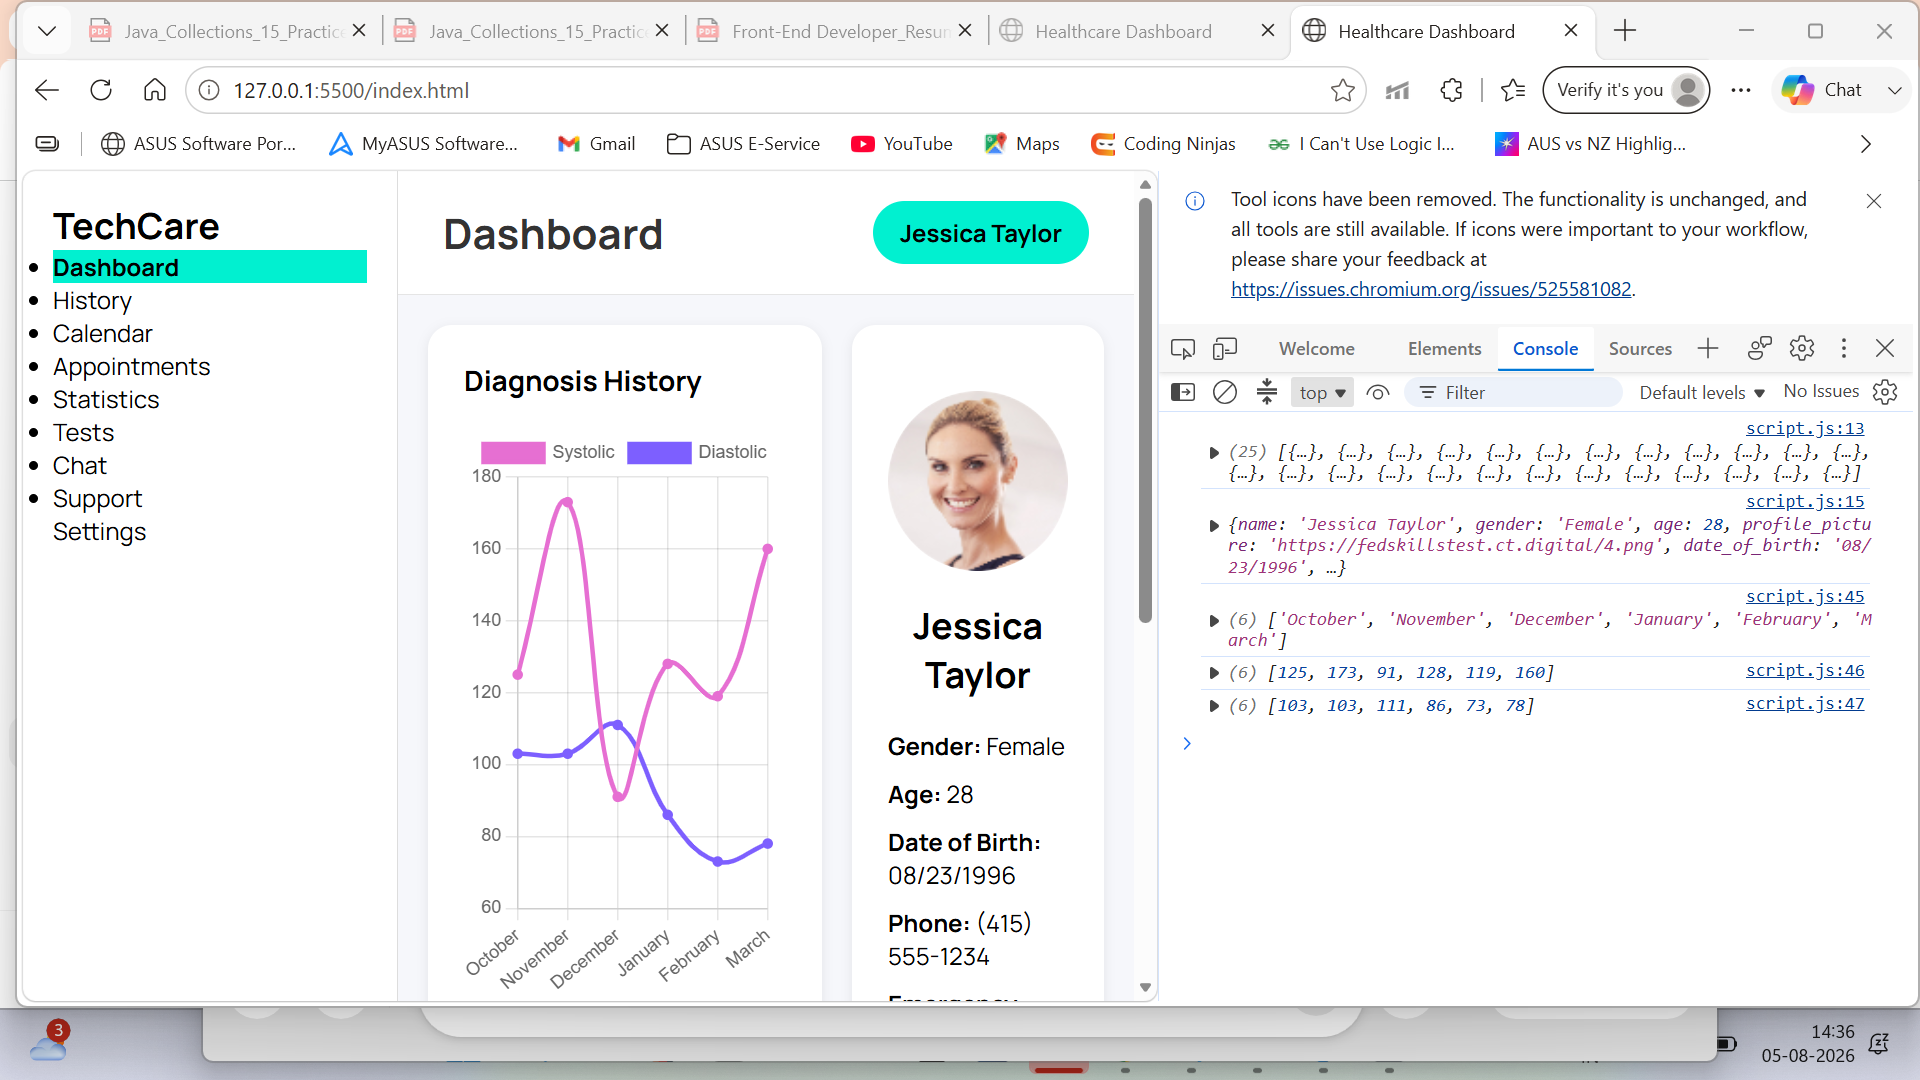 Java_Collections_15_Practice
Java_Collections_15_Practice
Front-End Developer_Resum
Healthcare Dashboard
Healthcare Dashboard
127.0.0.1:5500/index.html
Verify it's you
Chat
ASUS Software Por...
MyASUS Software...
Gmail
ASUS E-Service
YouTube
Maps
Coding Ninjas
I Can't Use Logic I...
AUS vs NZ Highlig...
TechCare
Dashboard
History
Calendar
Appointments
Statistics
Tests
Chat
Support
Settings
Dashboard
Jessica Taylor
Diagnosis History
Systolic
Diastolic
180
160
140
120
100
80
60
October
November
December
January
February
March
Jessica
Taylor
Gender: Female
Age: 28
Date of Birth:
08/23/1996
Phone: (415)
555-1234
Emergency
Tool icons have been removed. The functionality is unchanged, and
all tools are still available. If icons were important to your workflow,
please share your feedback at
https://issues.chromium.org/issues/525581082.
Welcome
Elements
Console
Sources
top
Filter
Default levels
No Issues
script.js:13
(25) [{…}, {…}, {…}, {…}, {…}, {…}, {…}, {…}, {…}, {…}, {…}, {…},
{…}, {…}, {…}, {…}, {…}, {…}, {…}, {…}, {…}, {…}, {…}, {…}, {…}]
script.js:15
{name: 'Jessica Taylor', gender: 'Female', age: 28, profile_pictu
re: 'https://fedskillstest.ct.digital/4.png', date_of_birth: '08/
23/1996', …}
script.js:45
(6) ['October', 'November', 'December', 'January', 'February', 'M
arch']
(6) [125, 173, 91, 128, 119, 160]
script.js:46
(6) [103, 103, 111, 86, 73, 78]
script.js:47
3
14:36
05-08-2026